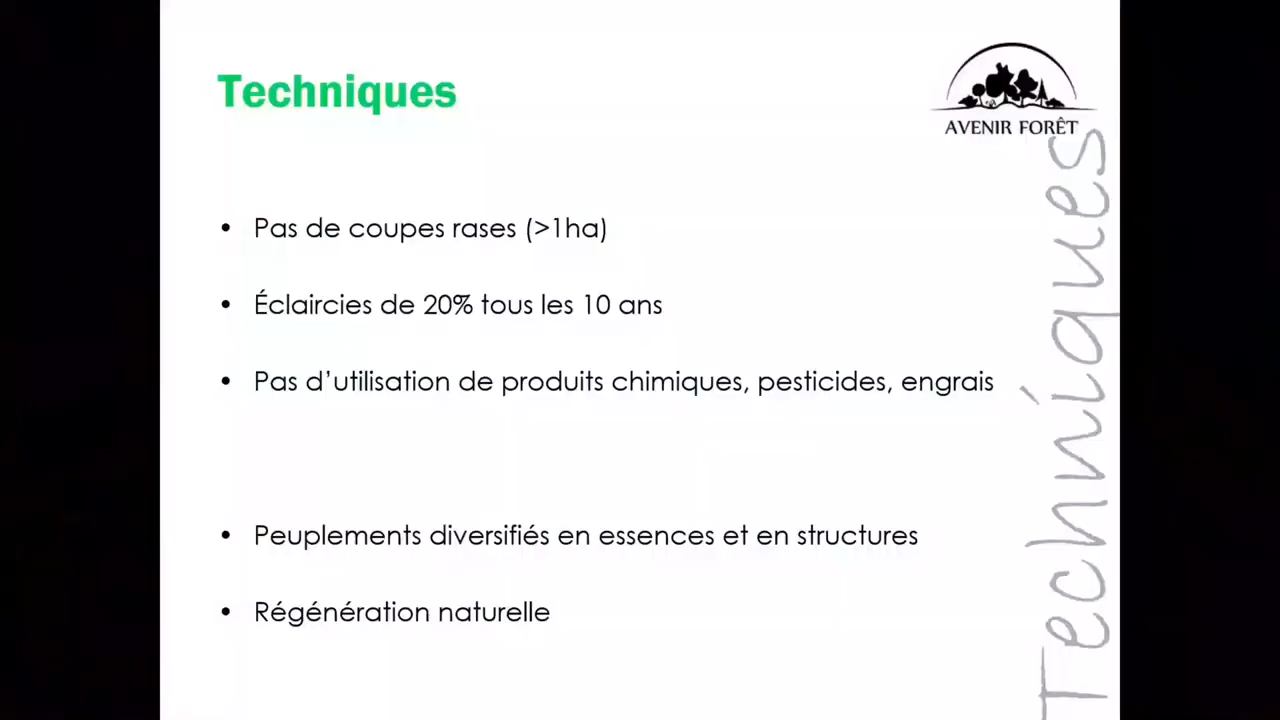 Techniques
AVENIR FORÊT
• Pas de coupes rases (>1ha)
• Éclaircies de 20% tous les 10 ans
• Pas d’utilisation de produits chimiques, pesticides, engrais
• Peuplements diversifiés en essences et en structures
• Régénération naturelle
Techniques